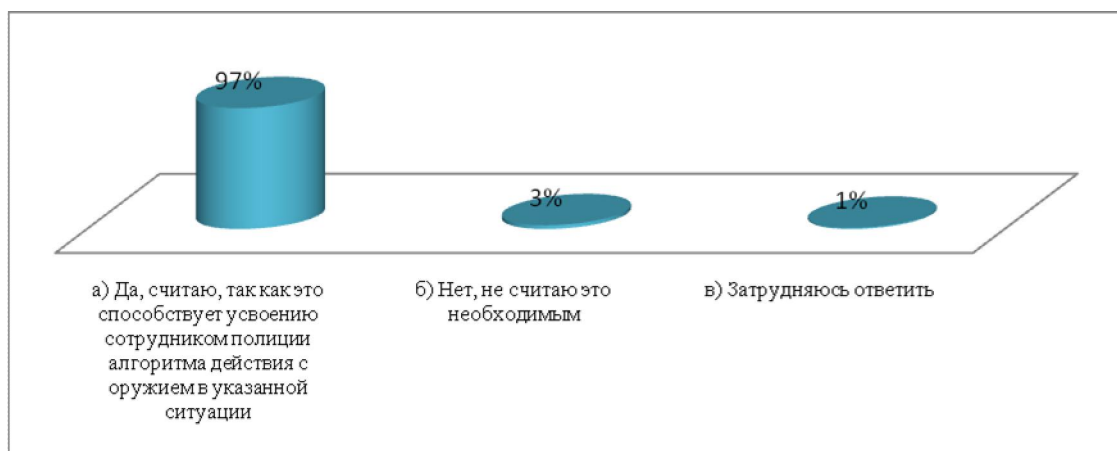 97%
3%
1%
а) Да, считаю, так как это
способствует усвоению
сотрудником полиции
алгоритма действия с
оружием в указанной
ситуации
б) Нет, не считаю это
необходимым
в) Затрудняюсь ответить